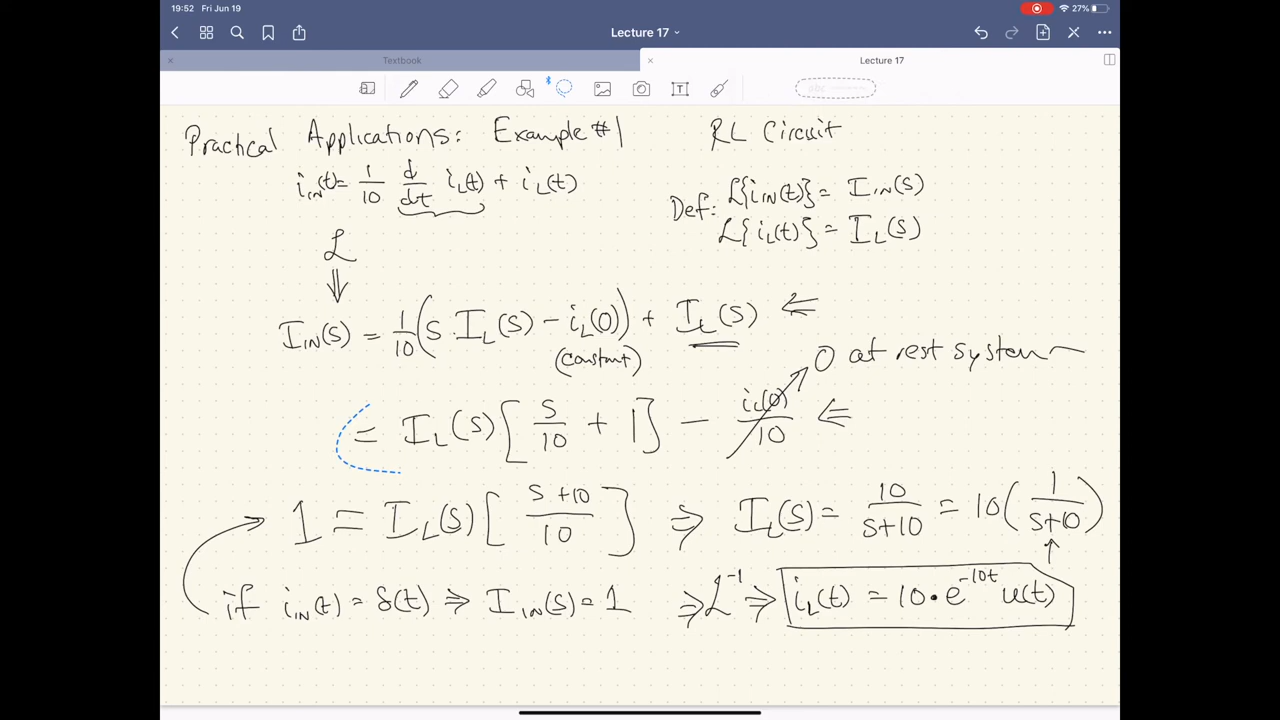 19:52 Fri Jun 19
27%
Lecture 17
Textbook
Lecture 17
Practical Applications: Example #1 RL Circuit
i_IN(t) = 1/10 d/dt i_L(t) + i_L(t)
Def: ℒ{i_IN(t)} = I_IN(s)
ℒ{i_L(t)} = I_L(s)
ℒ
⇓
I_IN(s) = 1/10 (s · I_L(s) − i_L(0)) + I_L(s) ⇐
(constant)
0 at rest system
= I_L(s) [s/10 + 1] − i_L(0)/10 ⇐
1 = I_L(s) [s+10/10] ⇒ I_L(s) = 10/s+10 = 10(1/s+10)
if i_IN(t) = δ(t) ⇒ I_IN(s) = 1 ⇒ ℒ^-1 ⇒ i_L(t) = 10 • e^-10t u(t)